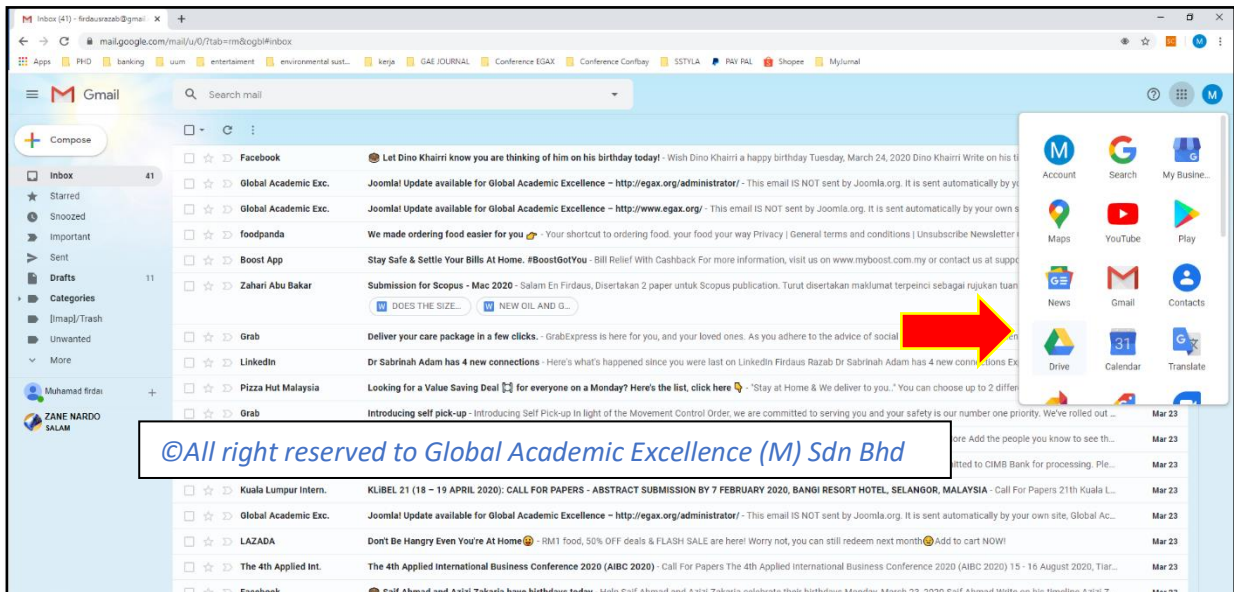 Inbox (41) - firdausrazab@gmail
mail.google.com/mail/u/0/?tab=rm&ogbl#inbox
Apps PHD banking uum entertaiment environmental sust... kerja GAE JOURNAL Conference EGAX Conference Confbay SSTYLA PAY PAL Shopee MyJurnal
Gmail
Search mail
M
Compose
Inbox 41
Starred
Snoozed
Important
Sent
Drafts 11
Categories
[Imap]/Trash
Unwanted
More
Muhamad firdau
ZANE NARDO
SALAM
Facebook Let Dino Khairri know you are thinking of him on his birthday today! - Wish Dino Khairri a happy birthday Tuesday, March 24, 2020 Dino Khairri Write on his
Global Academic Exc. Joomla! Update available for Global Academic Excellence – http://egax.org/administrator/ - This email IS NOT sent by Joomla.org. It is sent automatically by
Global Academic Exc. Joomla! Update available for Global Academic Excellence – http://www.egax.org/ - This email IS NOT sent by Joomla.org. It is sent automatically by your own
foodpanda We made ordering food easier for you - Your shortcut to ordering food. your food your way Privacy | General terms and conditions | Unsubscribe Newsletter
Boost App Stay Safe & Settle Your Bills At Home. #BoostGotYou - Bill Relief With Cashback For more information, visit us on www.myboost.com.my or contact us at
Zahari Abu Bakar Submission for Scopus - Mac 2020 - Salam En Firdaus, Disertakan 2 paper untuk Scopus publication. Turut disertakan maklumat terpeinci sebagai rujukan
DOES THE SIZE... NEW OIL AND G...
Grab Deliver your care package in a few clicks. - GrabExpress is here for you, and your loved ones. As you adhere to the advice of social
LinkedIn Dr Sabrinah Adam has 4 new connections - Here's what's happened since you were last on LinkedIn Firdaus Razab Dr Sabrinah Adam has 4 new connections
Pizza Hut Malaysia Looking for a Value Saving Deal for everyone on a Monday? Here's the list, click here - "Stay at Home & We deliver to you.." You can choose up to 2
Grab Introducing self pick-up - Introducing Self Pick-up In light of the Movement Control Order, we are committed to serving you and your safety is our number one priority. We've rolled out ... Mar 23
©All right reserved to Global Academic Excellence (M) Sdn Bhd
Add the people you know to see th... Mar 23
to CIMB Bank for processing. Ple... Mar 23
Kuala Lumpur Intern. KLiBEL 21 (18 – 19 APRIL 2020): CALL FOR PAPERS - ABSTRACT SUBMISSION BY 7 FEBRUARY 2020, BANGI RESORT HOTEL, SELANGOR, MALAYSIA - Call For Papers 21th Kuala L... Mar 23
Global Academic Exc. Joomla! Update available for Global Academic Excellence – http://egax.org/administrator/ - This email IS NOT sent by Joomla.org. It is sent automatically by your own site, Global Ac... Mar 23
LAZADA Don't Be Hangry Even You're At Home - RM1 food, 50% OFF deals & FLASH SALE are here! Worry not, you can still redeem next month Add to cart NOW! Mar 23
The 4th Applied Int. The 4th Applied International Business Conference 2020 (AIBC 2020) - Call For Papers The 4th Applied International Business Conference 2020 (AIBC 2020) 15 - 16 August 2020, Tiar... Mar 23
Account Search My Busine...
Maps YouTube Play
News Gmail Contacts
Drive Calendar Translate